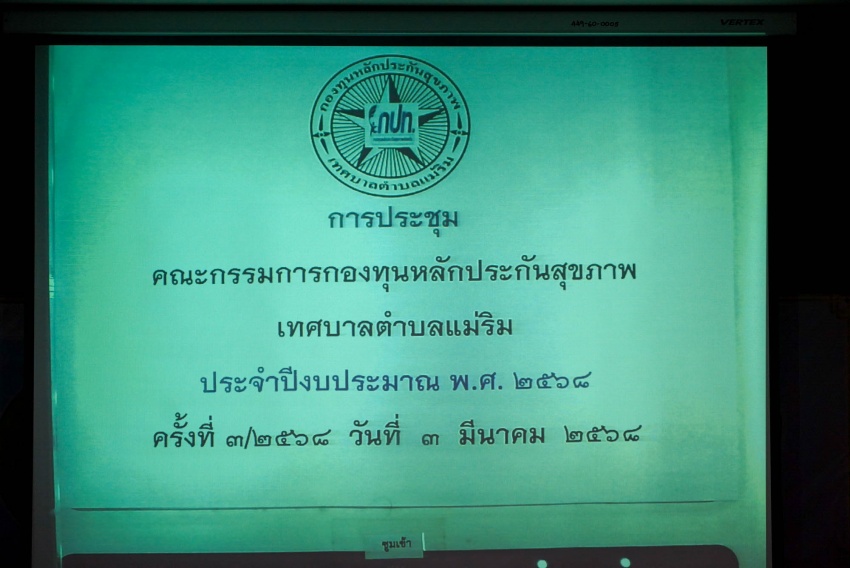 VERTEX
กองทุนหลักประกันสุขภาพ
กปท.
เทศบาลตำบลแม่ริม
การประชุม
คณะกรรมการกองทุนหลักประกันสุขภาพ
เทศบาลตำบลแม่ริม
ประจำปีงบประมาณ พ.ศ. ๒๕๖๘
ครั้งที่ ๓/๒๕๖๘ วันที่ ๓ มีนาคม ๒๕๖๘
ซูมเข้า